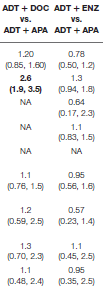 ADT + DOC ADT + ENZ
vs. vs.
ADT + APA ADT + APA
1.20 0.78
(0.85, 1.60) (0.50, 1.2)
2.6 1.3
(1.9, 3.5) (0.94, 1.8)
NA 0.64
(0.17, 2.3)
NA 1.1
(0.83, 1.5)
NA NA
1.1 0.95
(0.76, 1.5) (0.56, 1.6)
1.2 0.57
(0.59, 2.5) (0.23, 1.4)
1.3 1.1
(0.70, 2.3) (0.45, 2.5)
1.1 0.95
(0.48, 2.4) (0.35, 2.5)